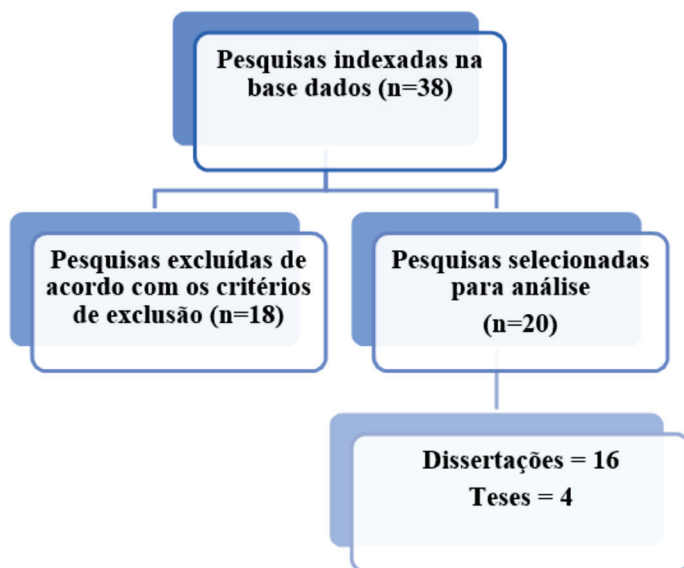 Pesquisas indexadas na
base dados (n=38)
Pesquisas excluídas de
acordo com os critérios
de exclusão (n=18)
Pesquisas selecionadas
para análise
(n=20)
Dissertações = 16
Teses = 4